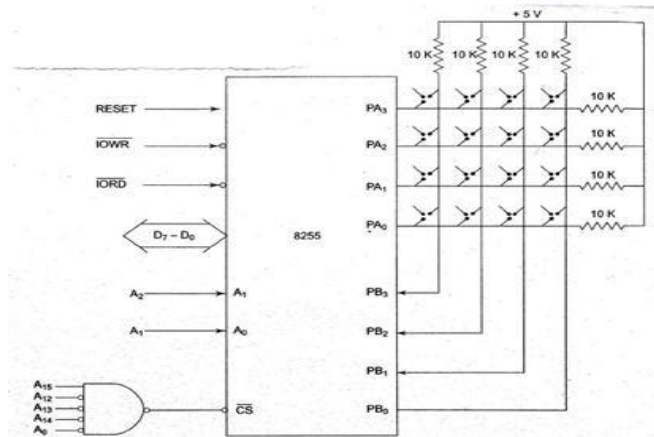 + 5 V
10 K 10 K 10 K 10 K
RESET
PA3
10 K
IOWR
PA2
10 K
IORD
PA1
10 K
PA0
10 K
D7 – D0
8255
A2 A1 PB3
A1 A0 PB2
PB1
A15
A12
A13
A14
A0
CS PB0